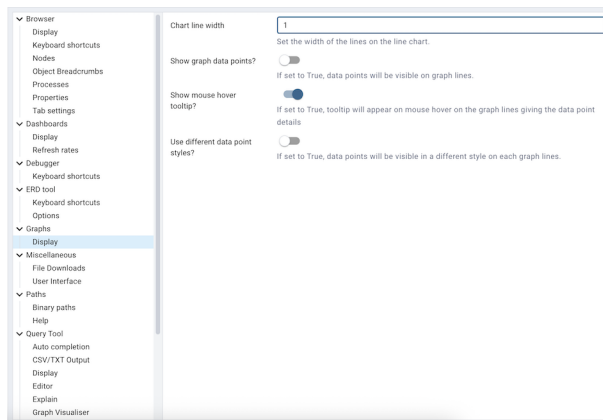 Browser
Display
Keyboard shortcuts
Nodes
Object Breadcrumbs
Processes
Properties
Tab settings
Dashboards
Display
Refresh rates
Debugger
Keyboard shortcuts
ERD tool
Keyboard shortcuts
Options
Graphs
Display
Miscellaneous
File Downloads
User Interface
Paths
Binary paths
Help
Query Tool
Auto completion
CSV/TXT Output
Display
Editor
Explain
Graph Visualiser
Chart line width
1
Set the width of the lines on the line chart.
Show graph data points?
If set to True, data points will be visible on graph lines.
Show mouse hover
tooltip?
If set to True, tooltip will appear on mouse hover on the graph lines giving the data point
details
Use different data point
styles?
If set to True, data points will be visible in a different style on each graph lines.